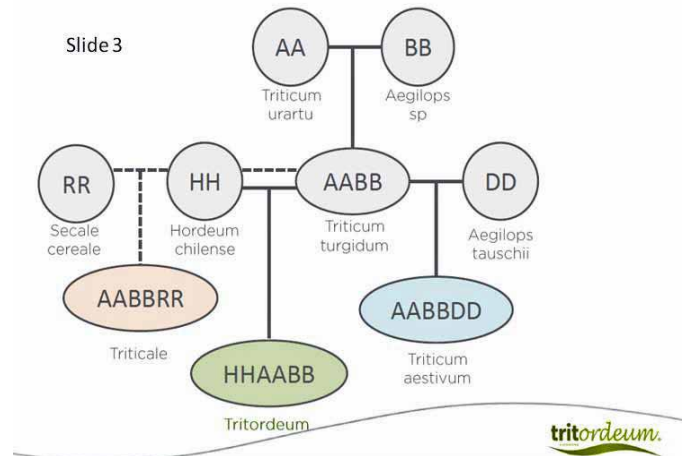 Slide 3
AA
BB
Triticum
urartu
Aegilops
sp
RR
HH
AABB
DD
Secale
cereale
Hordeum
chilense
Triticum
turgidum
Aegilops
tauschii
AABBRR
AABBDD
Triticale
Triticum
aestivum
HHAABB
Tritordeum
tritordeum.